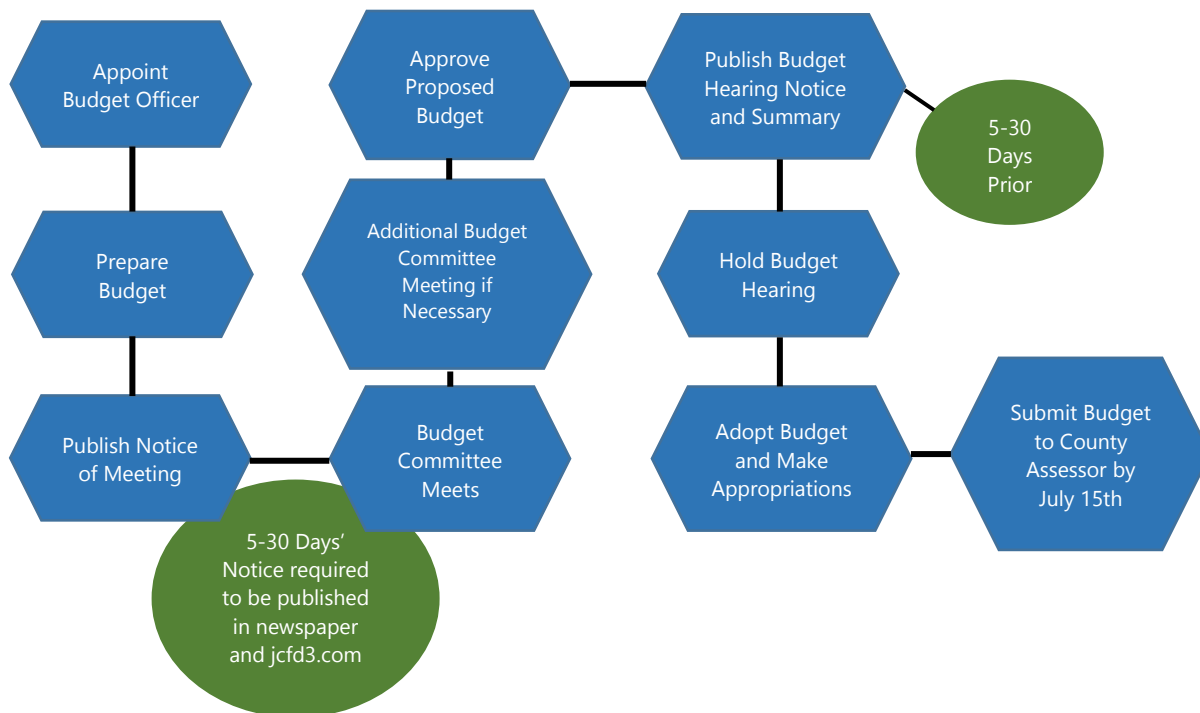 Appoint
Budget Officer
Prepare
Budget
Publish Notice
of Meeting
5-30 Days’
Notice required
to be published
in newspaper
and jcfd3.com
Budget
Committee
Meets
Additional Budget
Committee
Meeting if
Necessary
Approve
Proposed
Budget
Publish Budget
Hearing Notice
and Summary
5-30
Days
Prior
Hold Budget
Hearing
Adopt Budget
and Make
Appropriations
Submit Budget
to County
Assessor by
July 15th